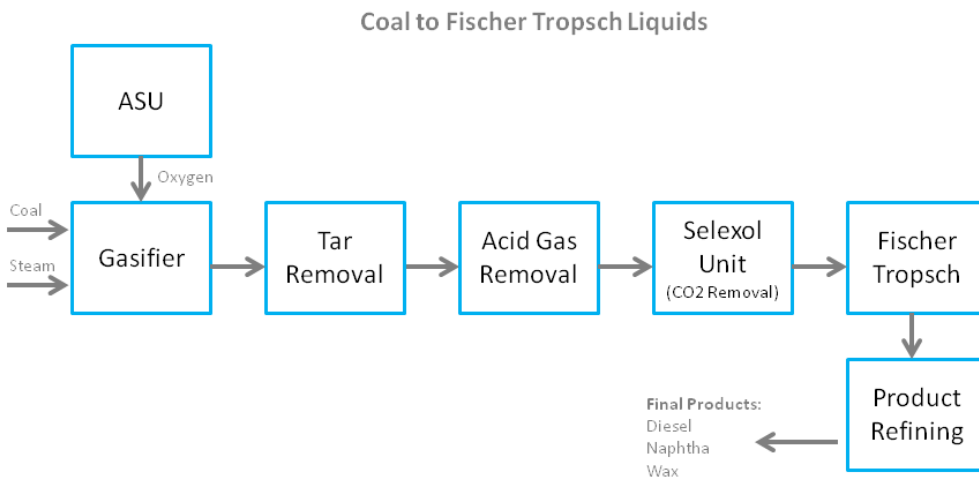 Coal to Fischer Tropsch Liquids
ASU
Oxygen
Coal
Steam
Gasifier
Tar
Removal
Acid Gas
Removal
Selexol
Unit
(CO2 Removal)
Fischer
Tropsch
Product
Refining
Final Products:
Diesel
Naphtha
Wax